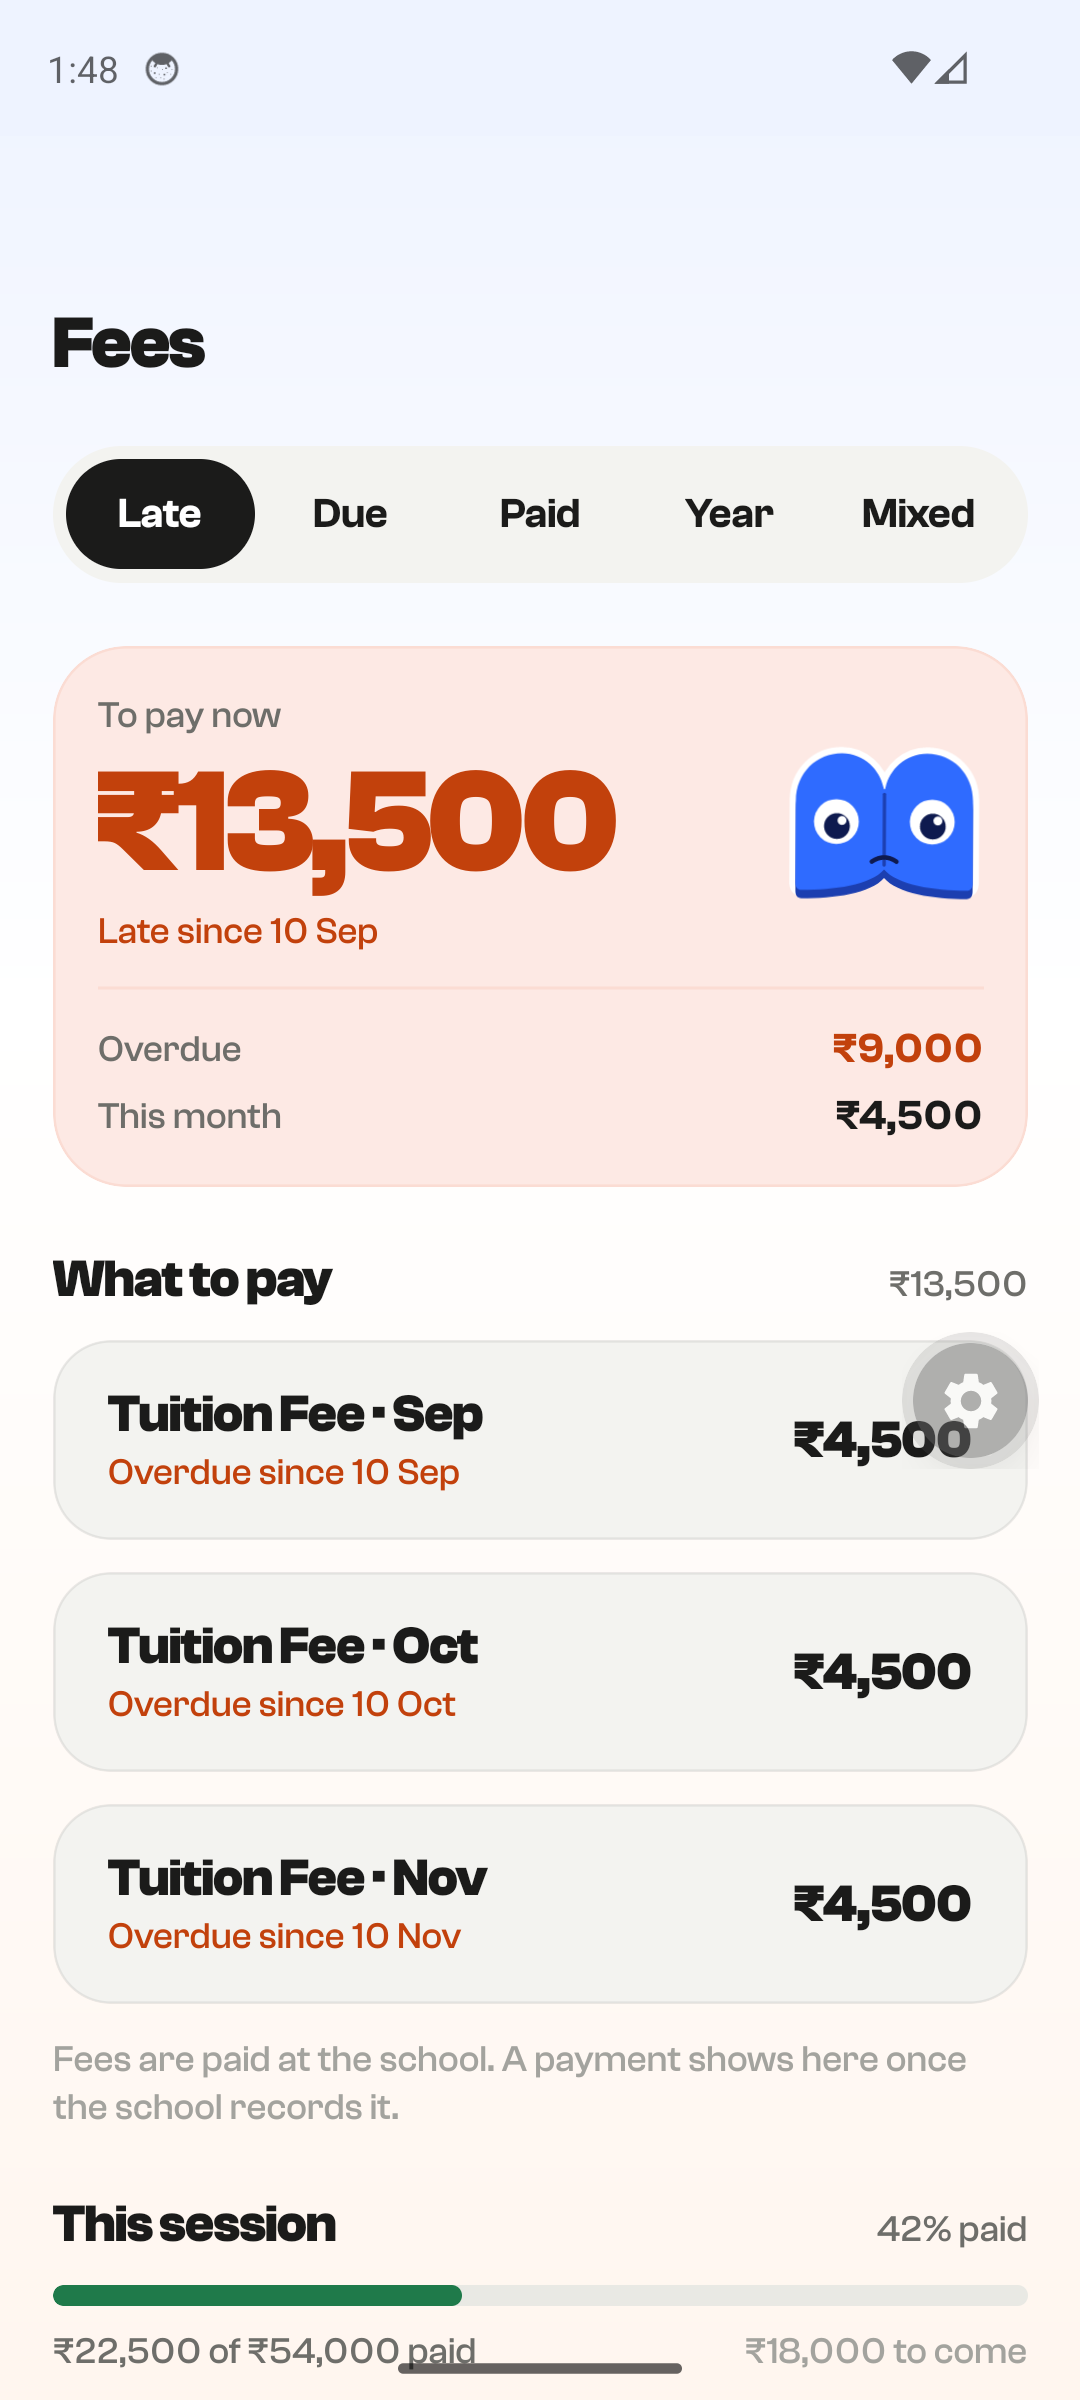 1:48
Fees
Late Due Paid Year Mixed
To pay now
₹13,500
Late since 10 Sep
Overdue ₹9,000
This month ₹4,500
What to pay ₹13,500
Tuition Fee · Sep
₹4,500
Overdue since 10 Sep
Tuition Fee · Oct
₹4,500
Overdue since 10 Oct
Tuition Fee · Nov
₹4,500
Overdue since 10 Nov
Fees are paid at the school. A payment shows here once
the school records it.
This session 42% paid
₹22,500 of ₹54,000 paid ₹18,000 to come